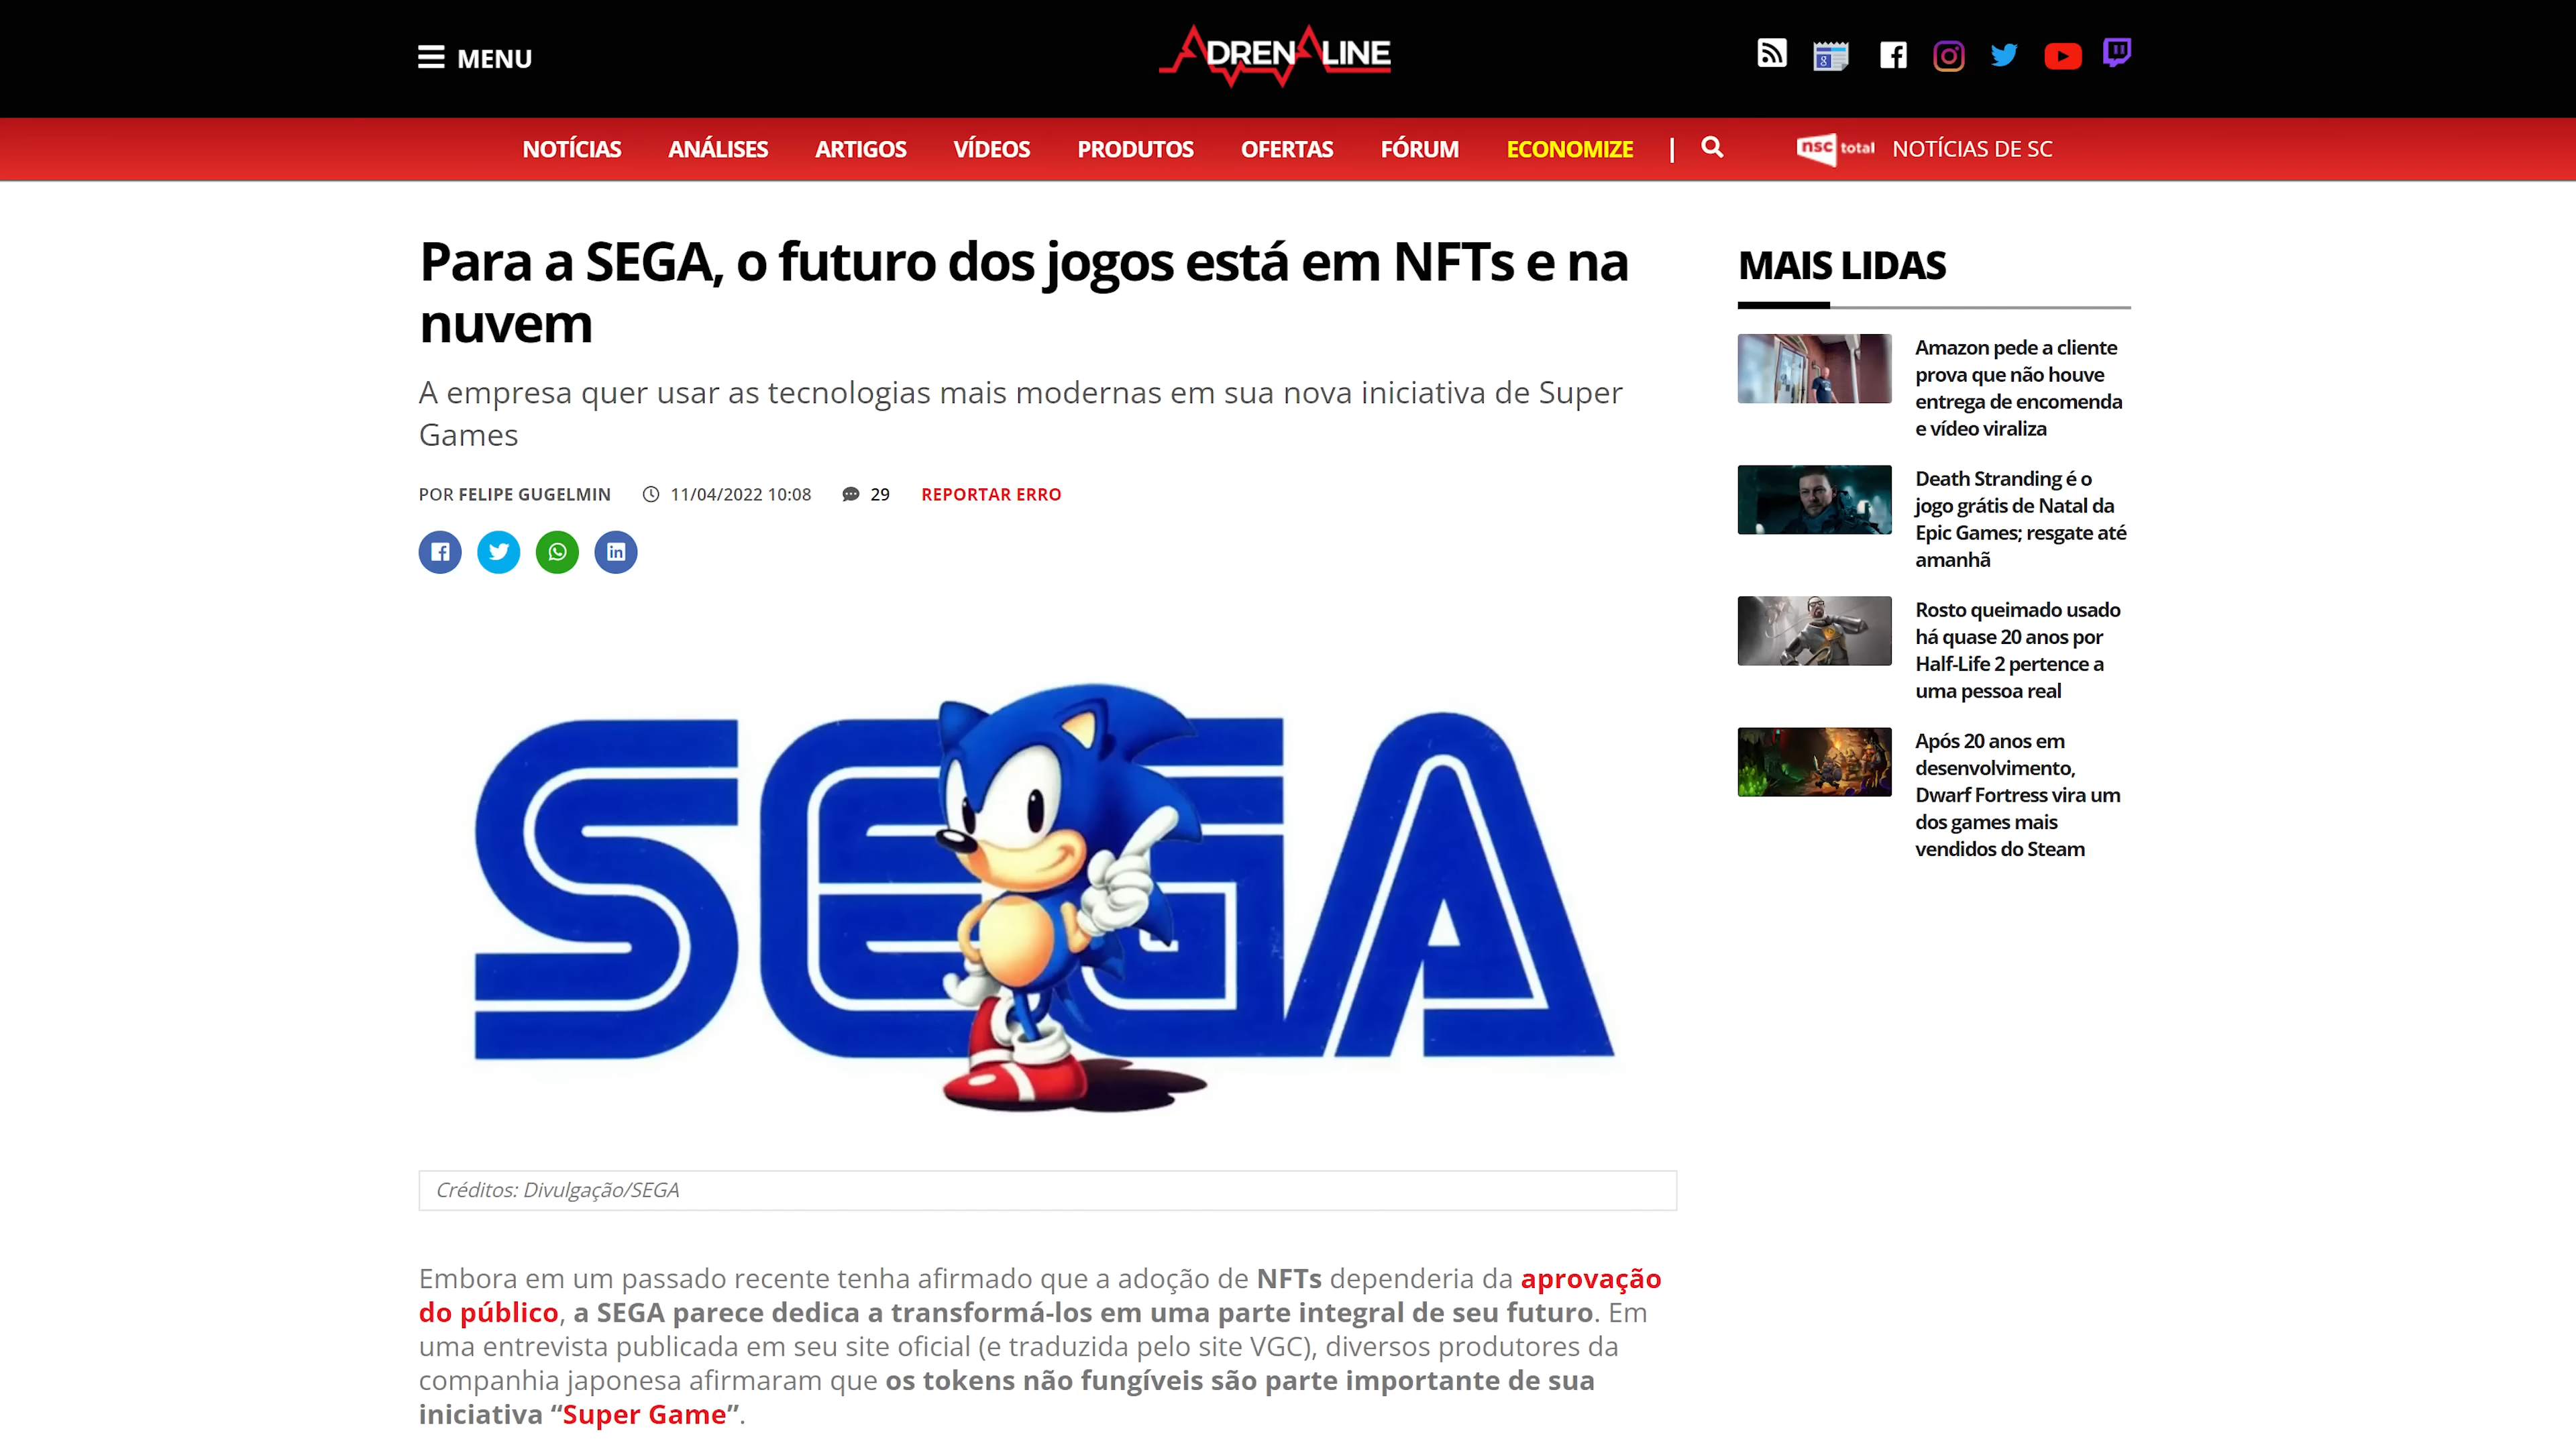 MENU
ADRENALINE
NOTÍCIAS ANÁLISES ARTIGOS VÍDEOS PRODUTOS OFERTAS FÓRUM ECONOMIZE | nsc total NOTÍCIAS DE SC
Para a SEGA, o futuro dos jogos está em NFTs e na
nuvem
A empresa quer usar as tecnologias mais modernas em sua nova iniciativa de Super
Games
POR FELIPE GUGELMIN 11/04/2022 10:08 29 REPORTAR ERRO
SEGA
Créditos: Divulgação/SEGA
Embora em um passado recente tenha afirmado que a adoção de NFTs dependeria da aprovação
do público, a SEGA parece dedica a transformá-los em uma parte integral de seu futuro. Em
uma entrevista publicada em seu site oficial (e traduzida pelo site VGC), diversos produtores da
companhia japonesa afirmaram que os tokens não fungíveis são parte importante de sua
iniciativa “Super Game”.
MAIS LIDAS
Amazon pede a cliente
prova que não houve
entrega de encomenda
e vídeo viraliza
Death Stranding é o
jogo grátis de Natal da
Epic Games; resgate até
amanhã
Rosto queimado usado
há quase 20 anos por
Half-Life 2 pertence a
uma pessoa real
Após 20 anos em
desenvolvimento,
Dwarf Fortress vira um
dos games mais
vendidos do Steam